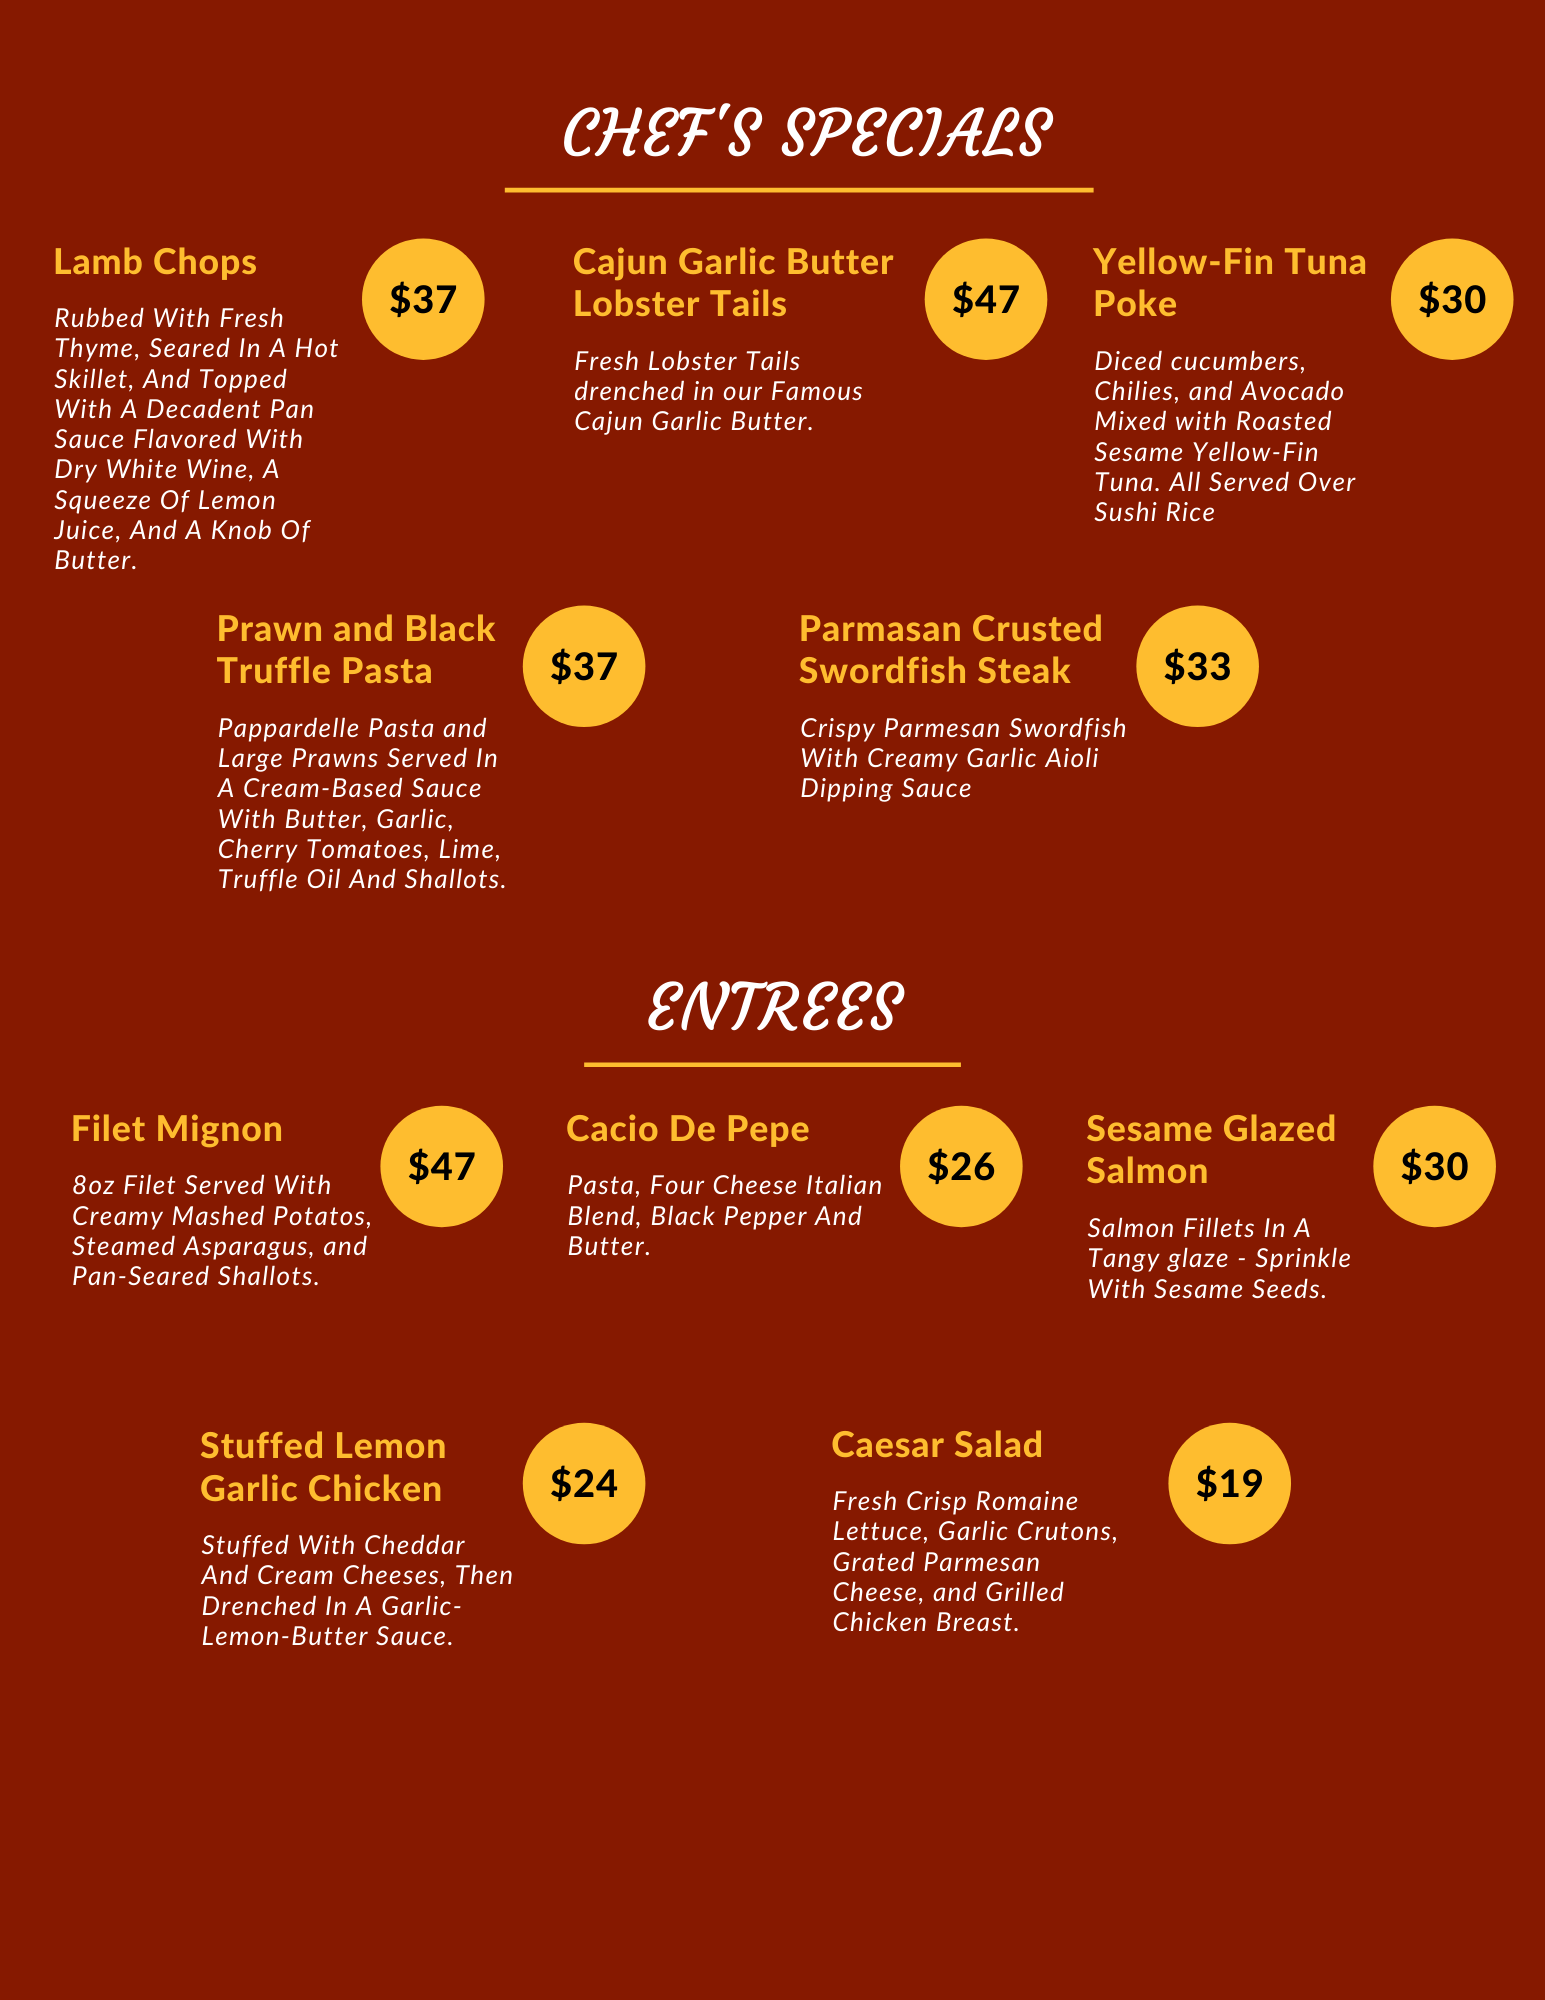 CHEF'S SPECIALS
Lamb Chops
$37
Rubbed With Fresh
Thyme, Seared In A Hot
Skillet, And Topped
With A Decadent Pan
Sauce Flavored With
Dry White Wine, A
Squeeze Of Lemon
Juice, And A Knob Of
Butter.
Cajun Garlic Butter
Lobster Tails
$47
Fresh Lobster Tails
drenched in our Famous
Cajun Garlic Butter.
Yellow-Fin Tuna
Poke
$30
Diced cucumbers,
Chilies, and Avocado
Mixed with Roasted
Sesame Yellow-Fin
Tuna. All Served Over
Sushi Rice
Prawn and Black
Truffle Pasta
$37
Pappardelle Pasta and
Large Prawns Served In
A Cream-Based Sauce
With Butter, Garlic,
Cherry Tomatoes, Lime,
Truffle Oil And Shallots.
Parmasan Crusted
Swordfish Steak
$33
Crispy Parmesan Swordfish
With Creamy Garlic Aioli
Dipping Sauce
ENTREES
Filet Mignon
$47
8oz Filet Served With
Creamy Mashed Potatos,
Steamed Asparagus, and
Pan-Seared Shallots.
Cacio De Pepe
$26
Pasta, Four Cheese Italian
Blend, Black Pepper And
Butter.
Sesame Glazed
Salmon
$30
Salmon Fillets In A
Tangy glaze - Sprinkle
With Sesame Seeds.
Stuffed Lemon
Garlic Chicken
$24
Stuffed With Cheddar
And Cream Cheeses, Then
Drenched In A Garlic-
Lemon-Butter Sauce.
Caesar Salad
$19
Fresh Crisp Romaine
Lettuce, Garlic Crutons,
Grated Parmesan
Cheese, and Grilled
Chicken Breast.